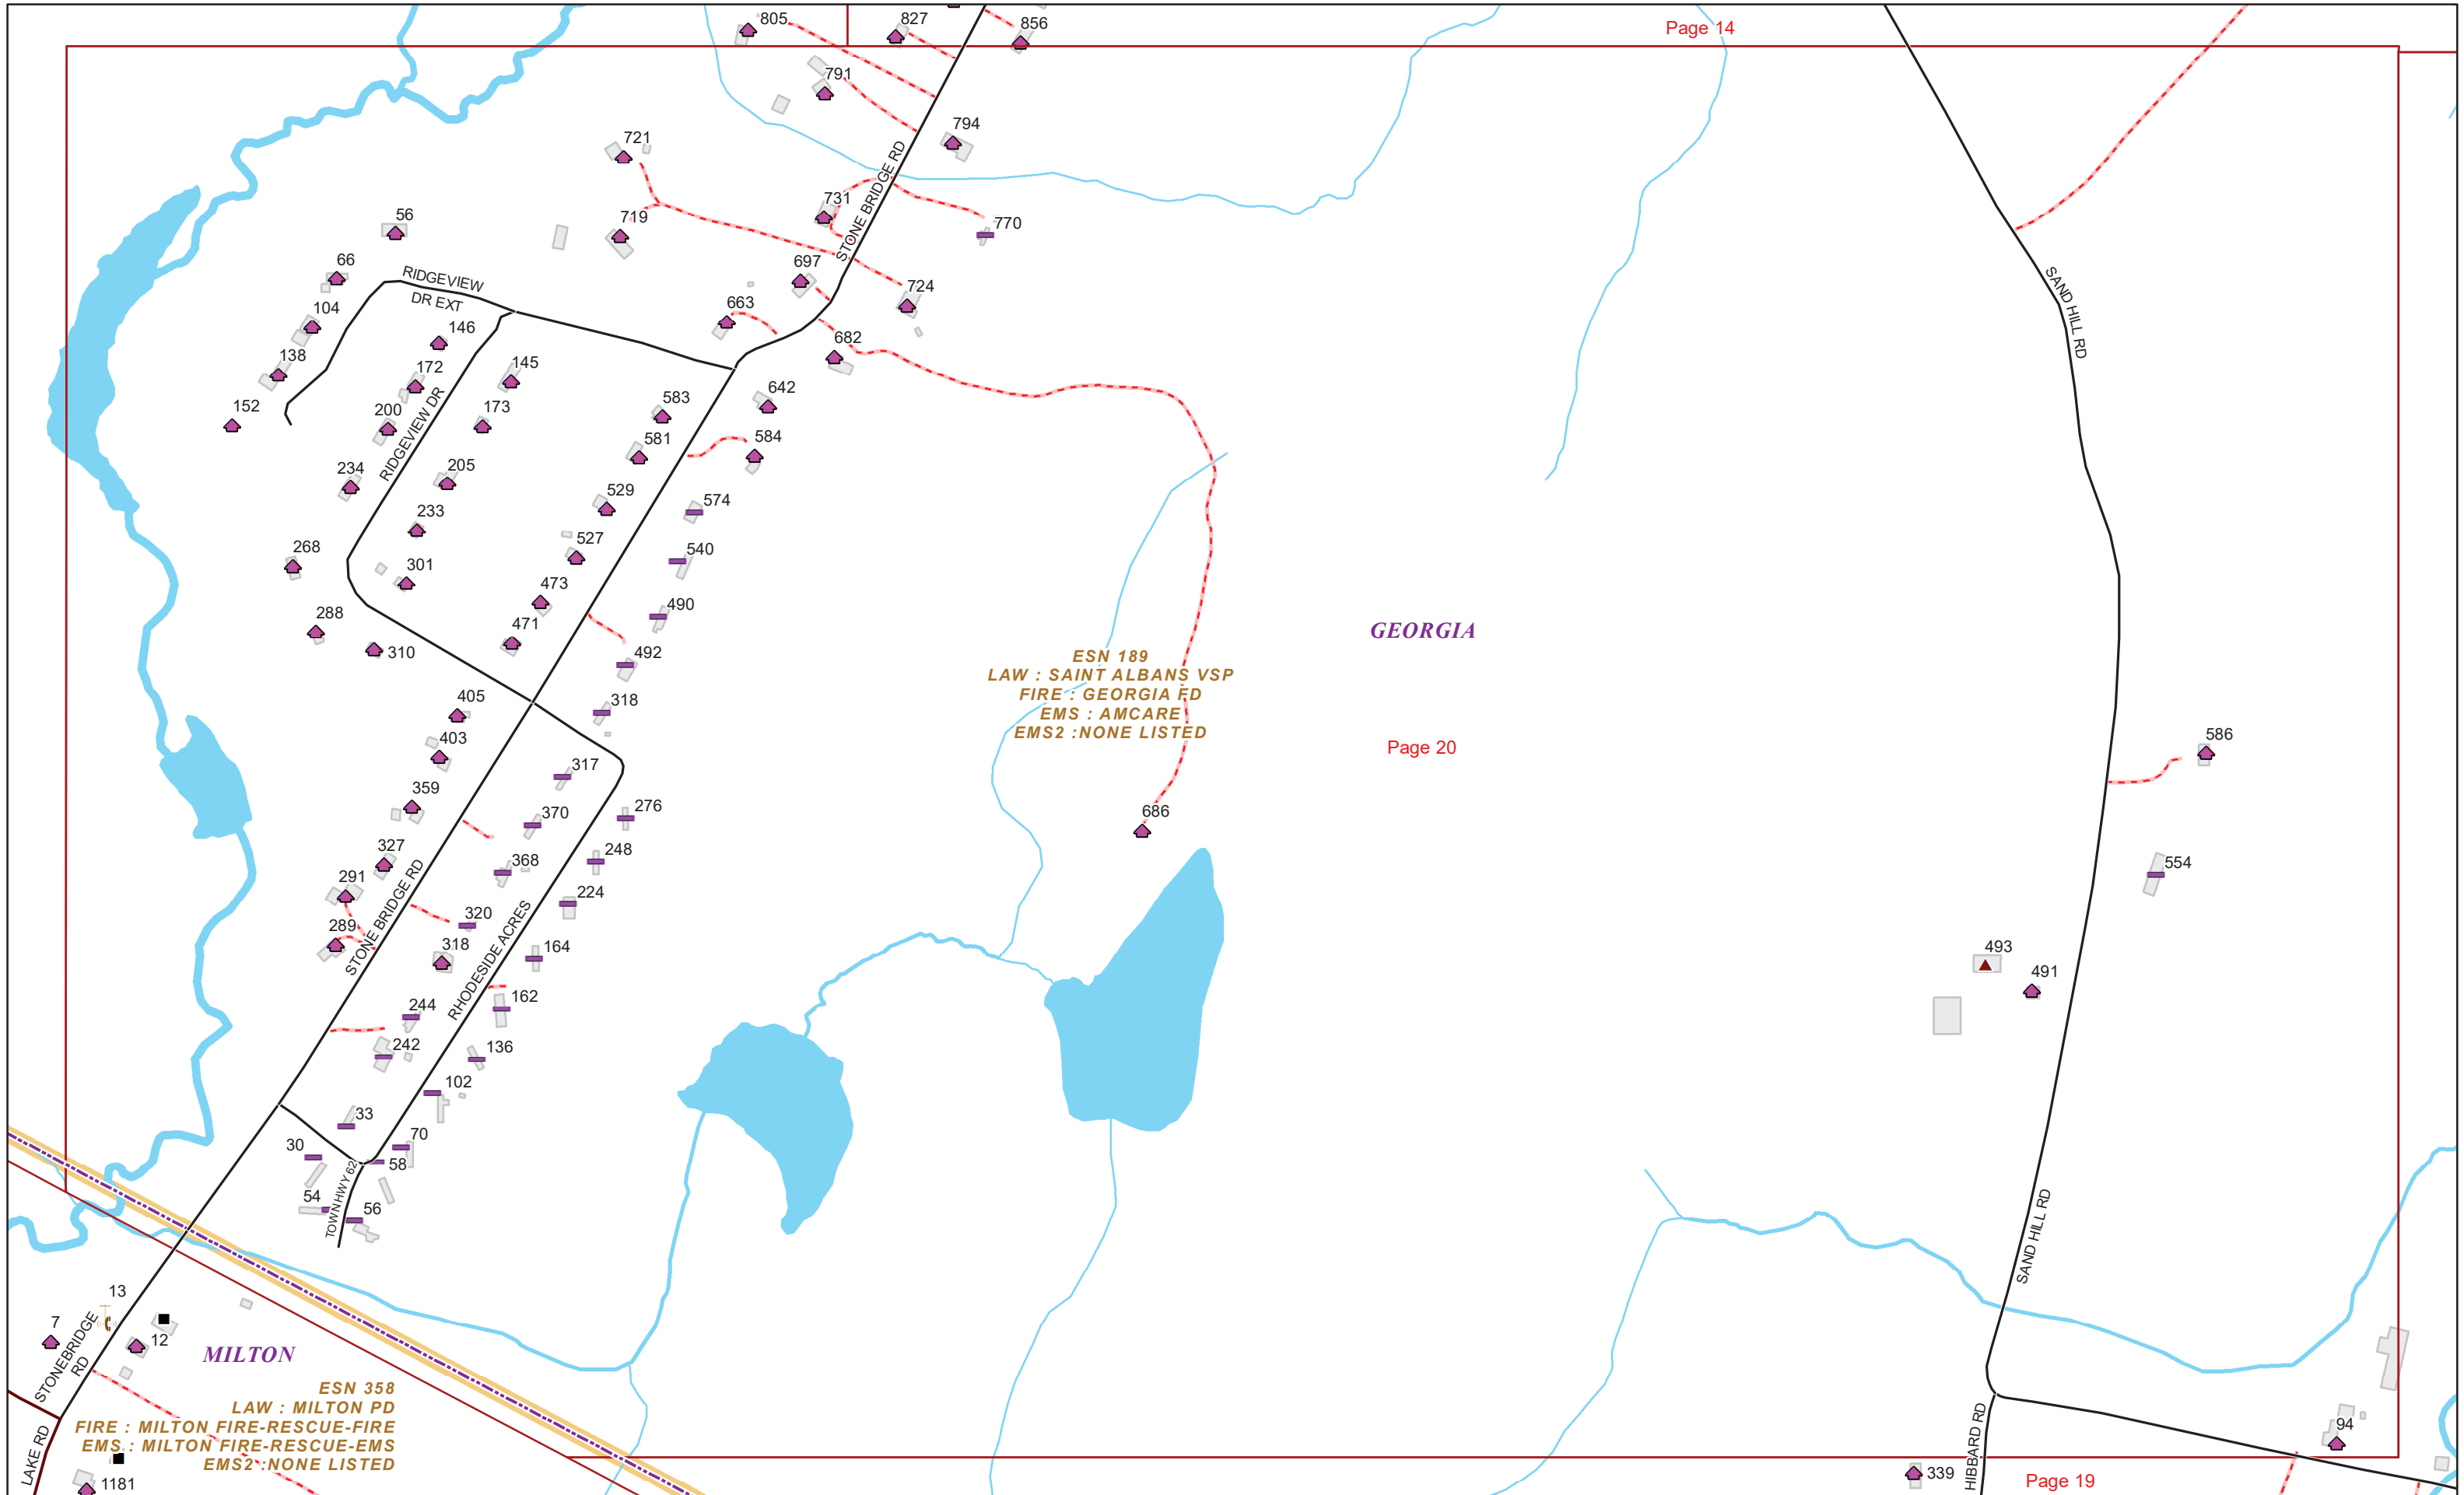 805
827
856
Page 14
791
794
721
STONE BRIDGE RD
731
719
770
56
697
66
RIDGEVIEW
DR EXT
724
SAND HILL RD
663
104
146
682
138
172
145
642
152
200
RIDGEVIEW DR
173
583
581
584
234
205
529
574
233
527
540
268
301
473
490
288
471
310
492
GEORGIA
ESN 189
LAW : SAINT ALBANS VSP
FIRE : GEORGIA FD
EMS : AMCARE
EMS2 :NONE LISTED
405
318
403
586
Page 20
317
359
370
276
686
327
368
248
554
291
STONE BRIDGE RD
224
289
320
RHODESIDE ACRES
318
164
493
491
244
162
242
136
102
33
70
30
58
54
TOWN HWY 62
56
SAND HILL RD
13
7
STONEBRIDGE
RD
12
MILTON
ESN 358
LAW : MILTON PD
FIRE : MILTON FIRE-RESCUE-FIRE
EMS : MILTON FIRE-RESCUE-EMS
EMS2 :NONE LISTED
LAKE RD
1181
HIBBARD RD
94
339
Page 19